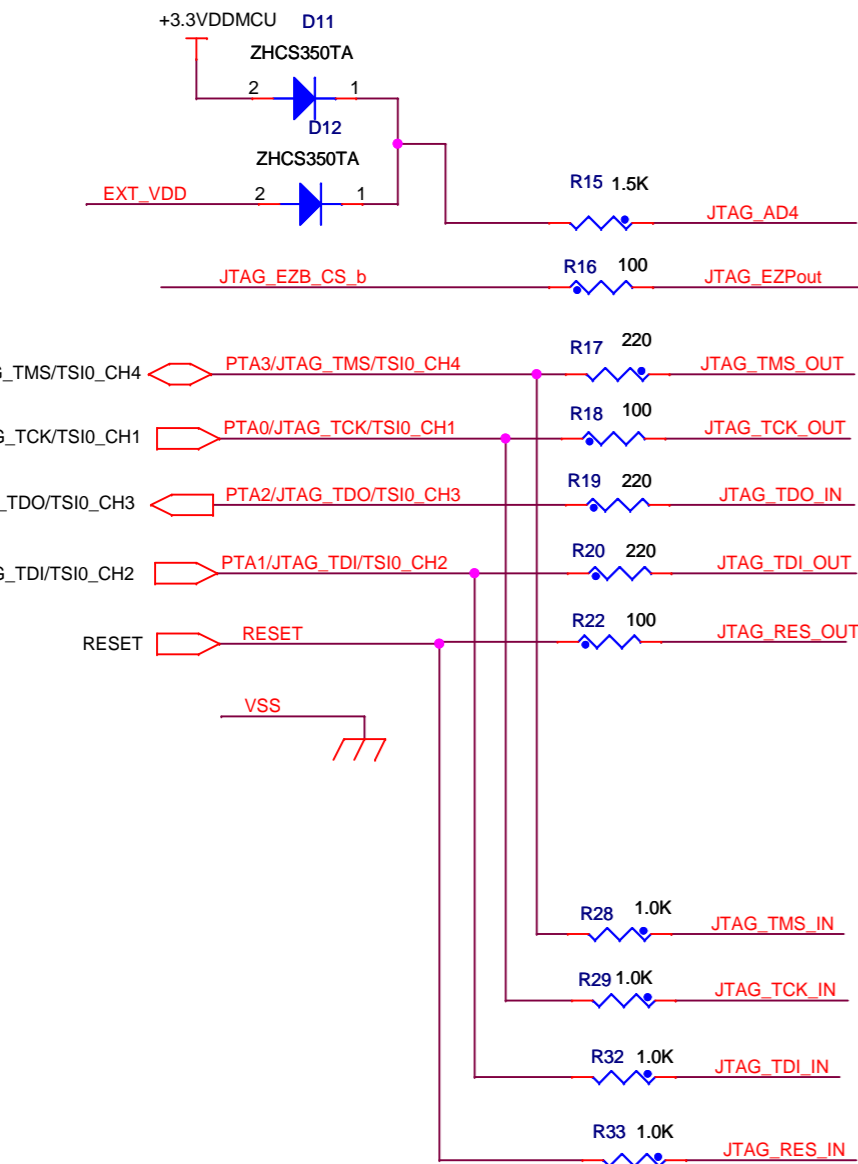 +3.3VDDMCU D11
ZHCS350TA
2 1
D12
ZHCS350TA
EXT_VDD 2 1
R15 1.5K JTAG_AD4
JTAG_EZB_CS_b R16 100 JTAG_EZPout
G_TMS/TSI0_CH4 PTA3/JTAG_TMS/TSI0_CH4 R17 220 JTAG_TMS_OUT
G_TCK/TSI0_CH1 PTA0/JTAG_TCK/TSI0_CH1 R18 100 JTAG_TCK_OUT
_TDO/TSI0_CH3 PTA2/JTAG_TDO/TSI0_CH3 R19 220 JTAG_TDO_IN
G_TDI/TSI0_CH2 PTA1/JTAG_TDI/TSI0_CH2 R20 220 JTAG_TDI_OUT
RESET RESET R22 100 JTAG_RES_OUT
VSS
R28 1.0K JTAG_TMS_IN
R29 1.0K JTAG_TCK_IN
R32 1.0K JTAG_TDI_IN
R33 1.0K JTAG_RES_IN